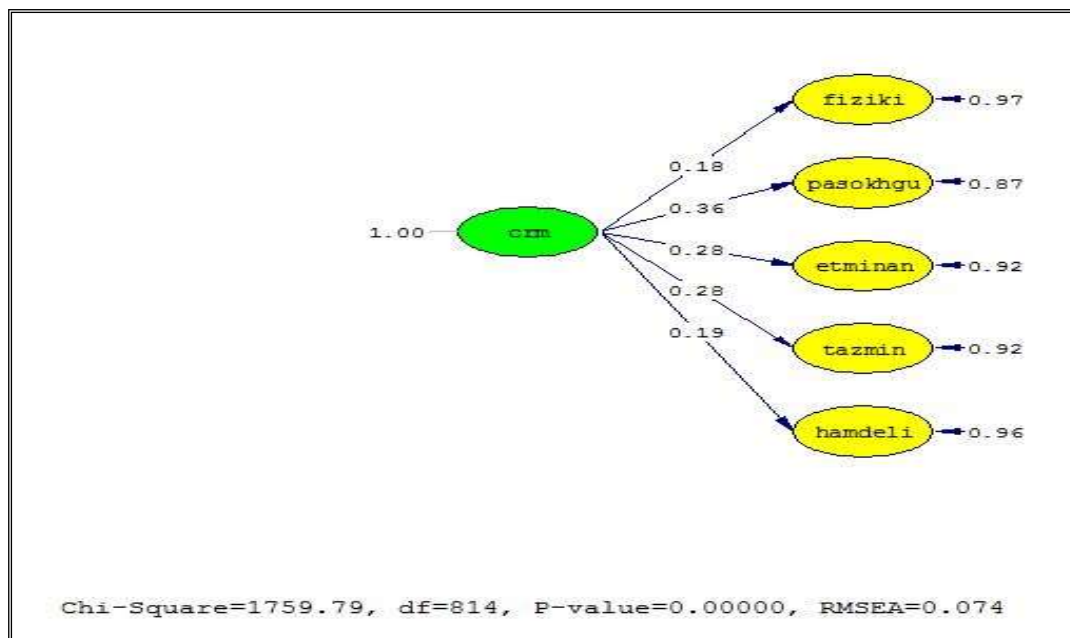 fiziki
0.97
0.18
pasokhgu
0.87
0.36
1.00
crm
0.28
etminan
0.92
0.28
0.19
tazmin
0.92
hamdeli
0.96
Chi-Square=1759.79, df=814, P-value=0.00000, RMSEA=0.074